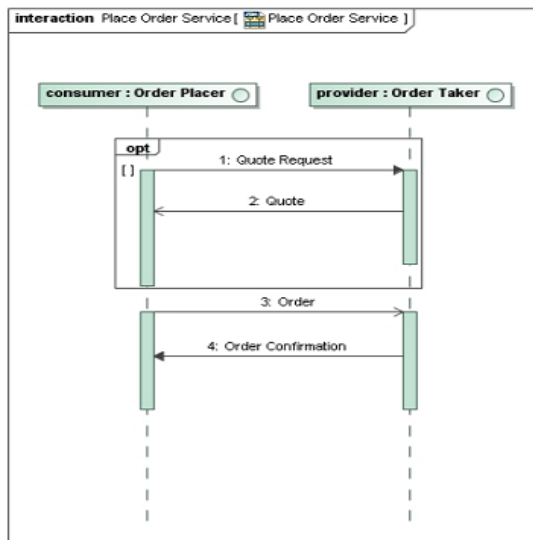 interaction Place Order Service[ Place Order Service ]
consumer : Order Placer
provider : Order Taker
opt
[ ]
1: Quote Request
2: Quote
3: Order
4: Order Confirmation